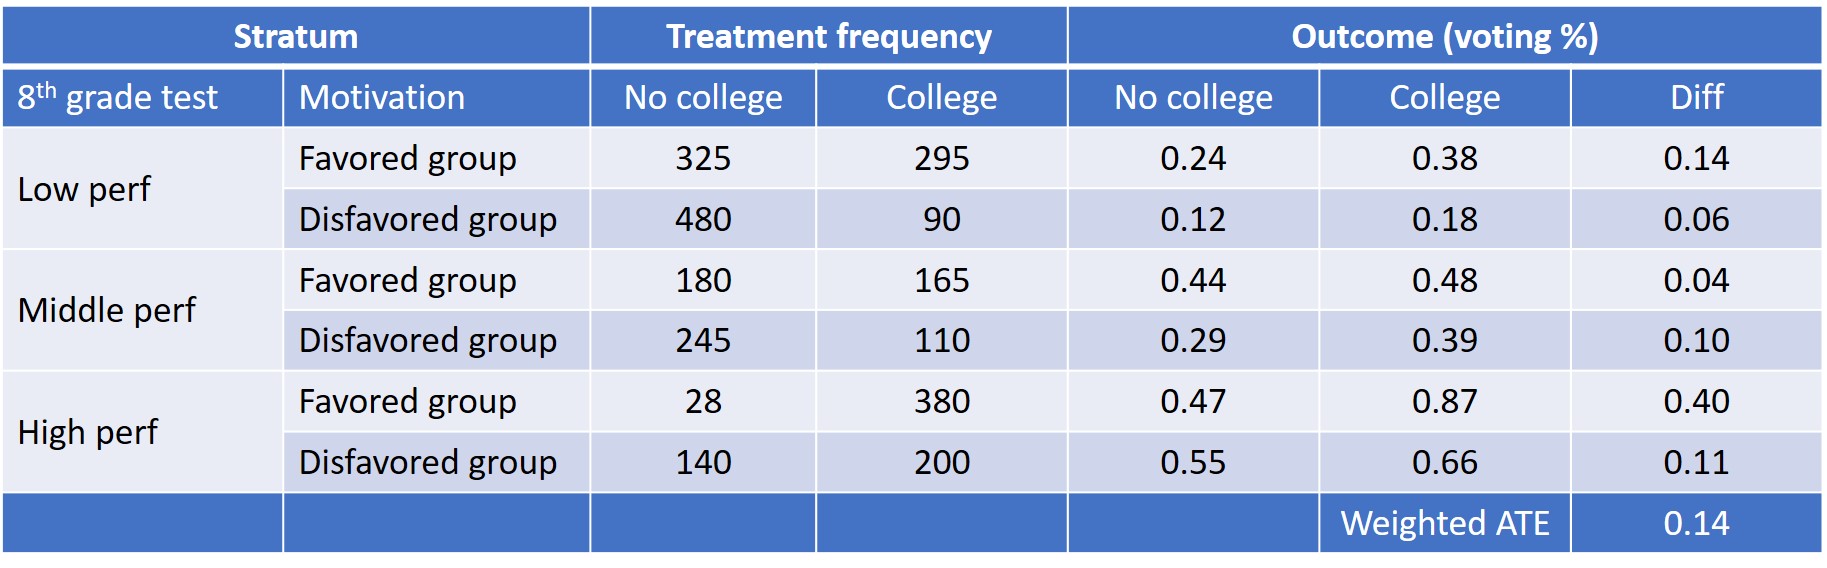 Stratum Treatment frequency Outcome (voting %)
8th grade test Motivation No college College No college College Diff
Low perf Favored group 325 295 0.24 0.38 0.14
Disfavored group 480 90 0.12 0.18 0.06
Middle perf Favored group 180 165 0.44 0.48 0.04
Disfavored group 245 110 0.29 0.39 0.10
High perf Favored group 28 380 0.47 0.87 0.40
Disfavored group 140 200 0.55 0.66 0.11
Weighted ATE 0.14